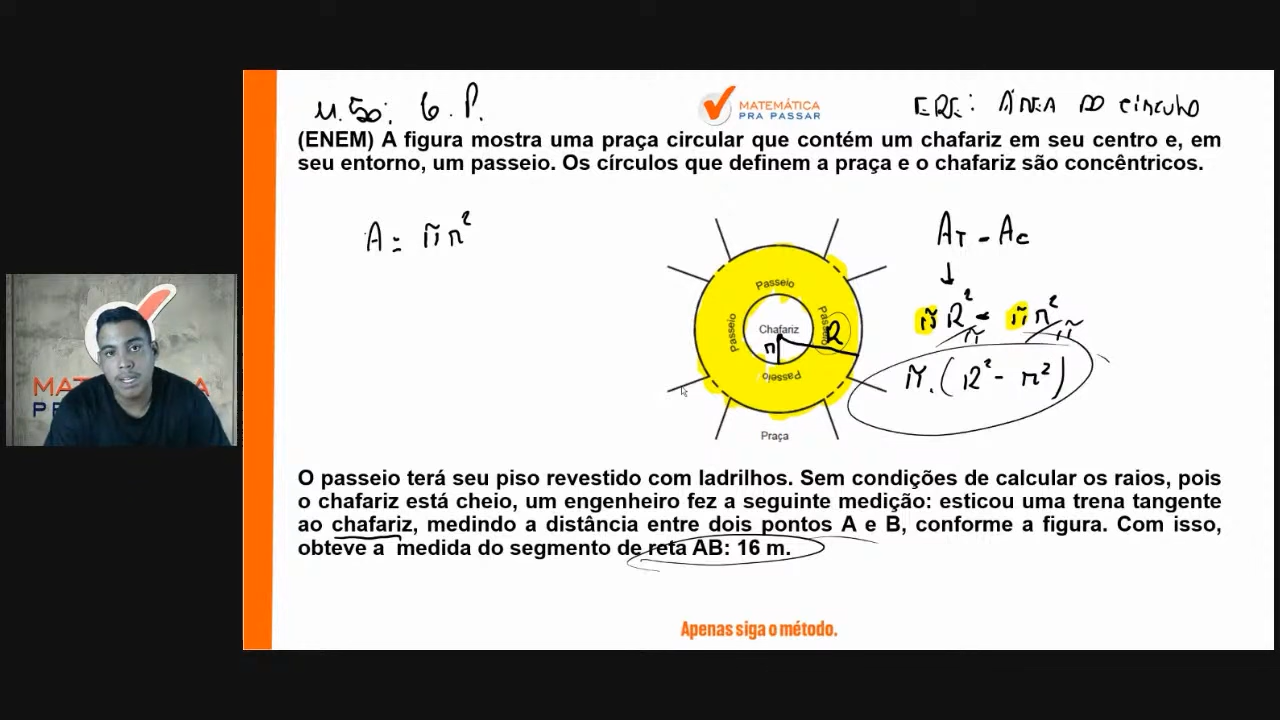 U.50: 6.P.
MATEMÁTICA
PRA PASSAR
ERE: ÁREA DO CÍRCULO
(ENEM) A figura mostra uma praça circular que contém um chafariz em seu centro e, em
seu entorno, um passeio. Os círculos que definem a praça e o chafariz são concêntricos.
A = πr²
A_T - A_C
↓
πR² - πr²
π π
π.(R² - r²)
Passeio
Passeio
Chafariz
Passeio
R
r
Passeio
Praça
O passeio terá seu piso revestido com ladrilhos. Sem condições de calcular os raios, pois
o chafariz está cheio, um engenheiro fez a seguinte medição: esticou uma trena tangente
ao chafariz, medindo a distância entre dois pontos A e B, conforme a figura. Com isso,
obteve a medida do segmento de reta AB: 16 m.
Apenas siga o método.